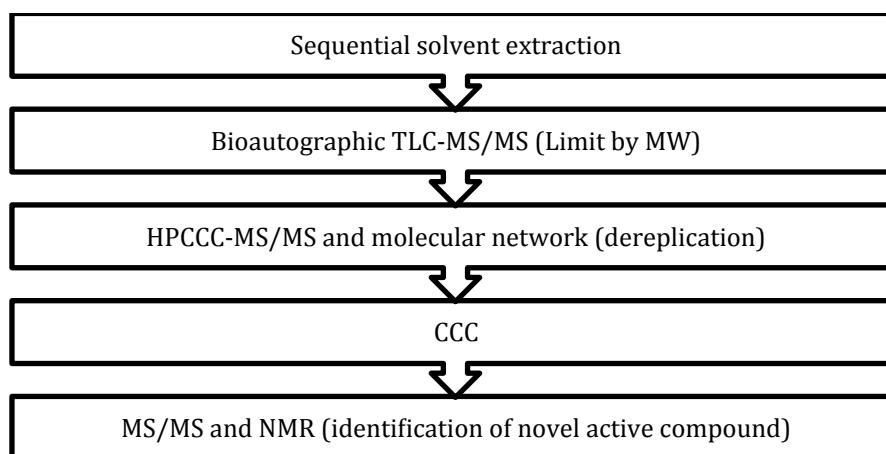 Sequential solvent extraction
Bioautographic TLC-MS/MS (Limit by MW)
HPCCC-MS/MS and molecular network (dereplication)
CCC
MS/MS and NMR (identification of novel active compound)